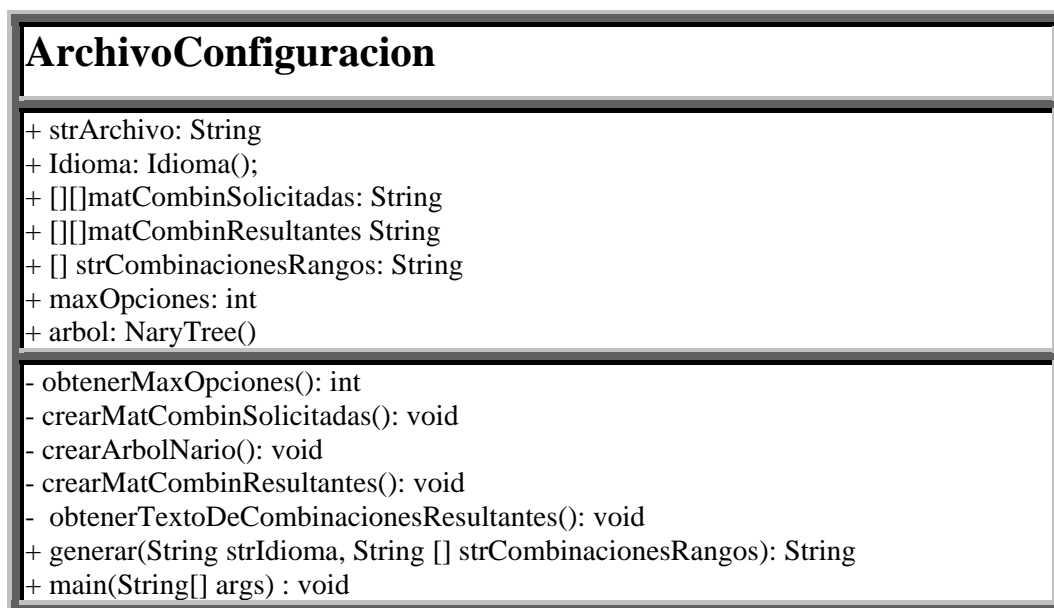 ArchivoConfiguracion
+ strArchivo: String
+ Idioma: Idioma();
+ [][]matCombinSolicitadas: String
+ [][]matCombinResultantes String
+ [] strCombinacionesRangos: String
+ maxOpciones: int
+ arbol: NaryTree()
- obtenerMaxOpciones(): int
- crearMatCombinSolicitadas(): void
- crearArbolNario(): void
- crearMatCombinResultantes(): void
-  obtenerTextoDeCombinacionesResultantes(): void
+ generar(String strIdioma, String [] strCombinacionesRangos): String
+ main(String[] args) : void